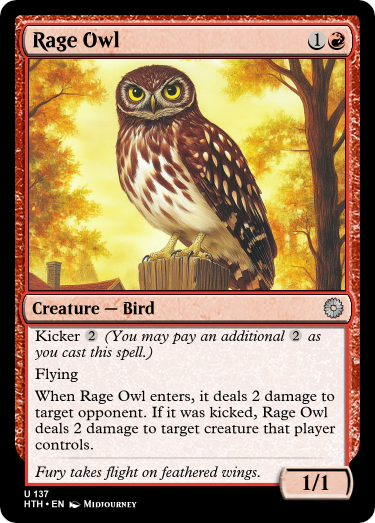 Rage Owl 1
Creature — Bird
Kicker 2 (You may pay an additional 2 as
you cast this spell.)
Flying
When Rage Owl enters, it deals 2 damage to
target opponent. If it was kicked, Rage Owl
deals 2 damage to target creature that player
controls.
Fury takes flight on feathered wings.
1/1
U 137
HTH • EN Midjourney